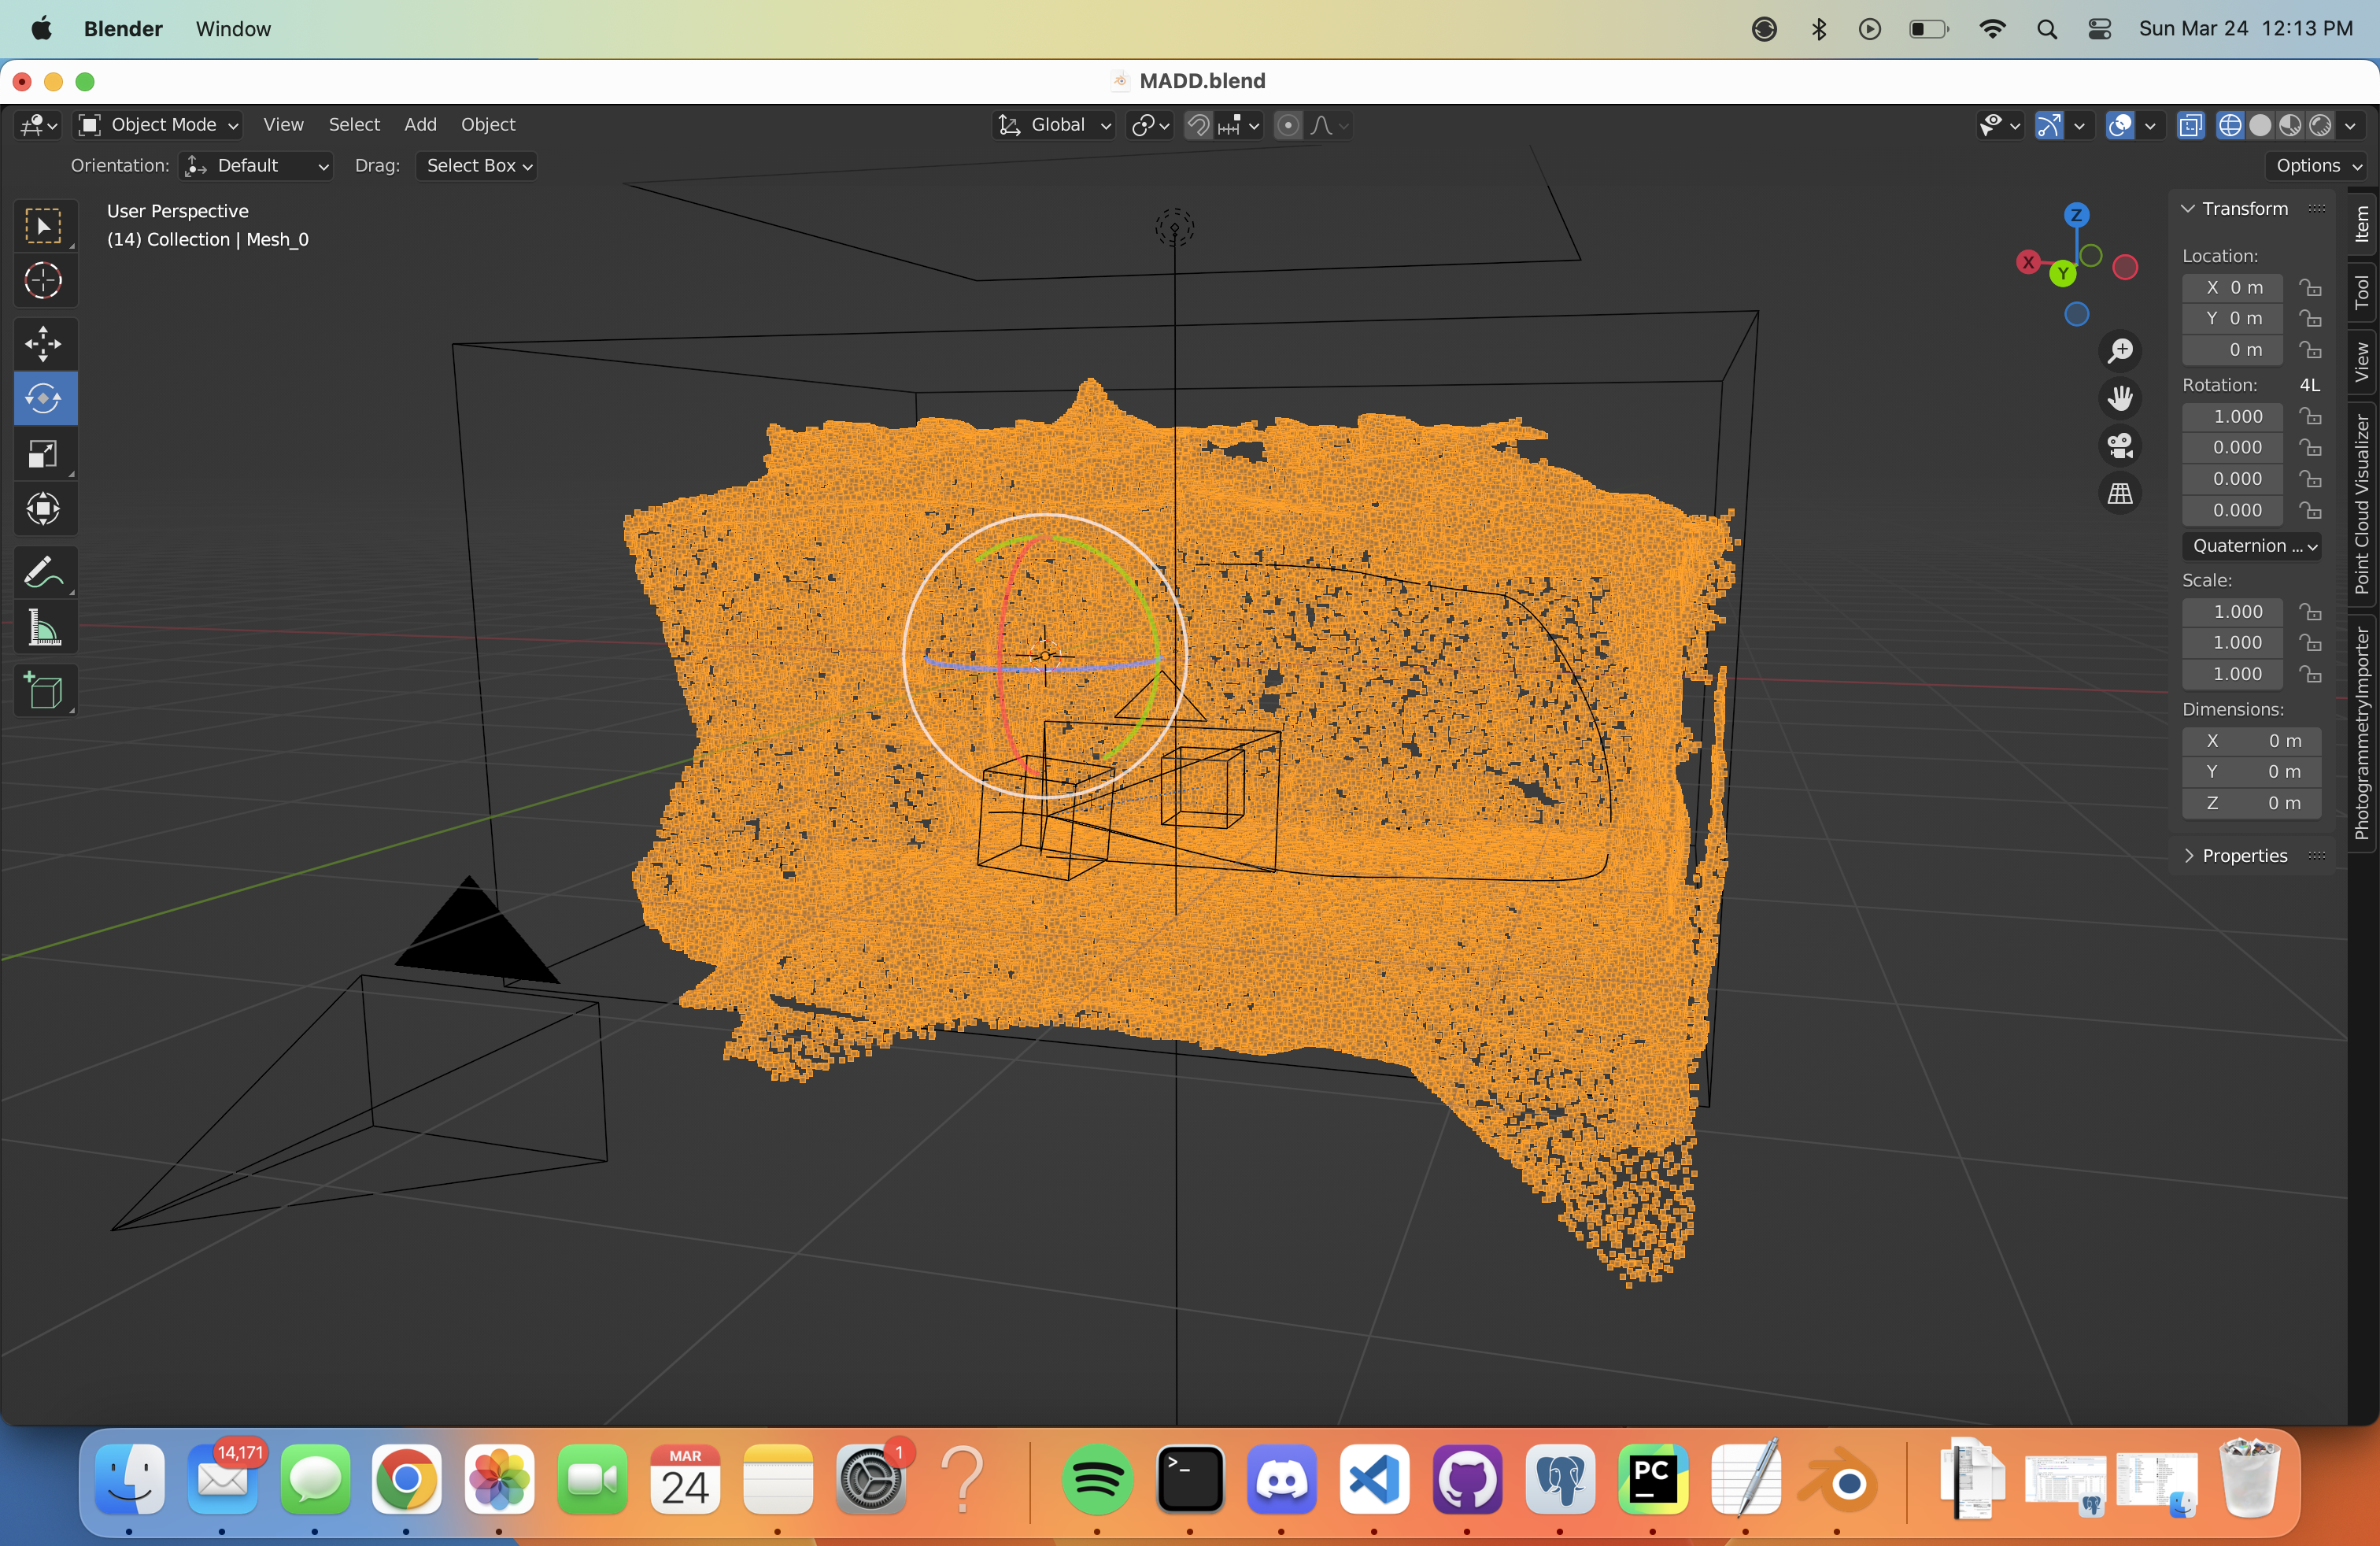 Blender Window Sun Mar 24 12:13 PM
MADD.blend
Object Mode View Select Add Object Global
Orientation: Default Drag: Select Box Options
User Perspective
(14) Collection | Mesh_0
Z
X
Y
Transform
Location:
X 0 m
Y 0 m
0 m
Rotation: 4L
1.000
0.000
0.000
0.000
Quaternion ...
Scale:
1.000
1.000
1.000
Dimensions:
X 0 m
Y 0 m
Z 0 m
Properties
Item
Tool
View
Point Cloud Visualizer
PhotogrammetryImporter
14,171
MAR
24
1
>_
PC